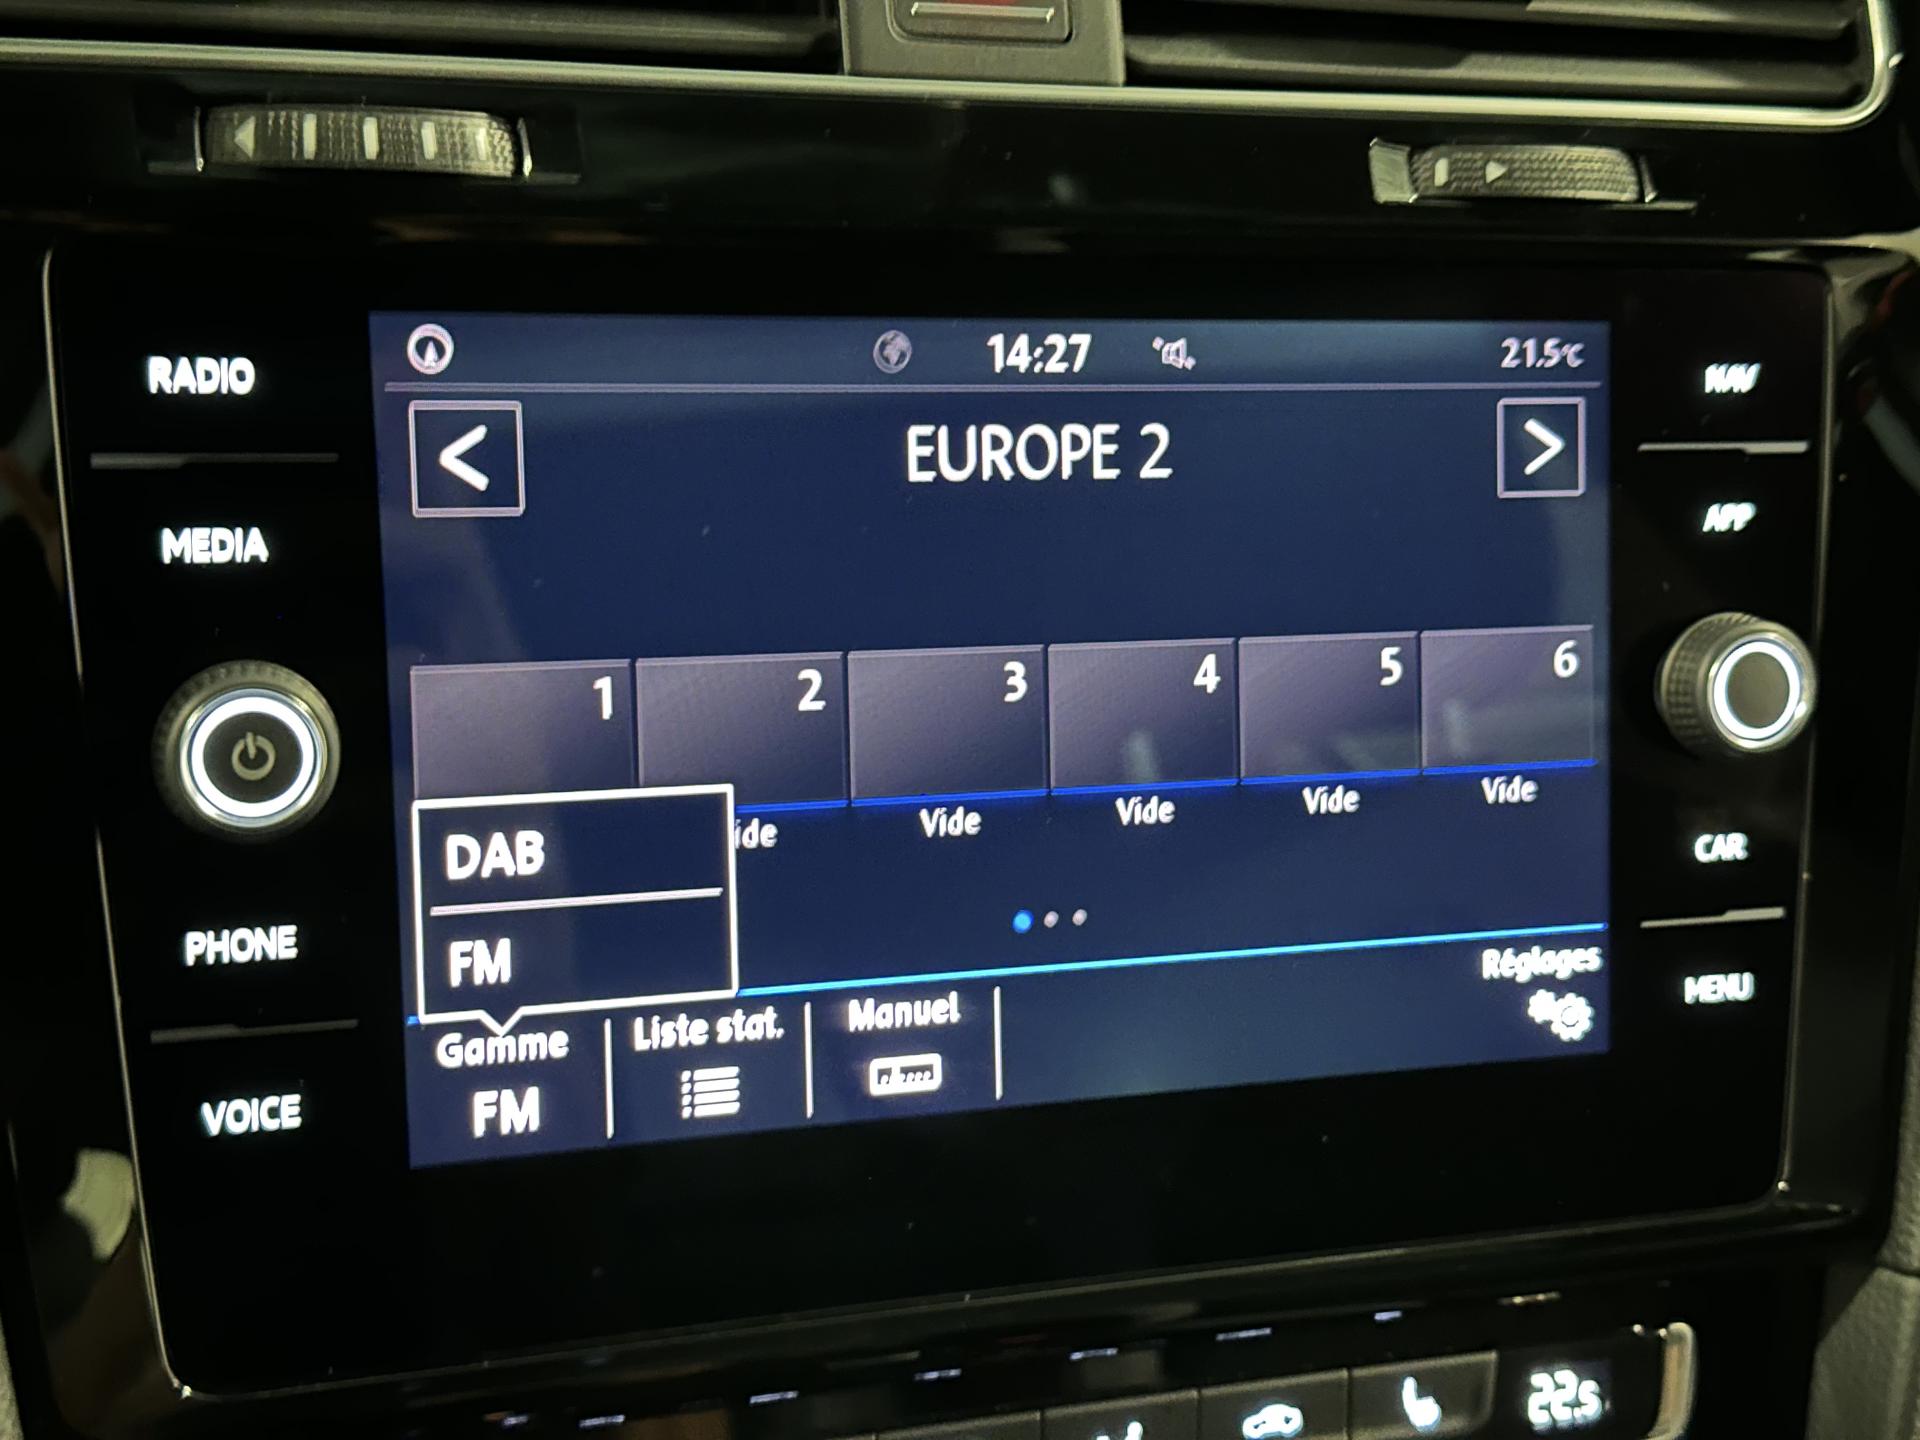 RADIO
MEDIA
PHONE
VOICE
14:27
21.5°C
<
EUROPE 2
>
1
2
3
4
5
6
Vide
Vide
Vide
Vide
DAB
FM
Gamme
FM
Liste stat.
Manuel
Réglages
NAV
APP
CAR
MENU
22.5